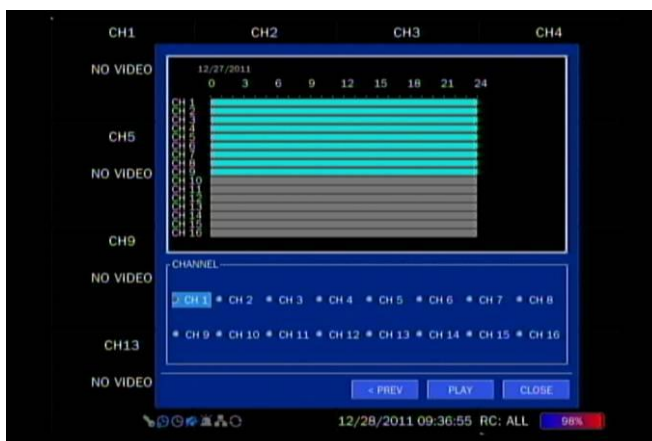 CH1 CH2 CH3 CH4
NO VIDEO
12/27/2011
0 3 6 9 12 15 18 21 24
CH 1
CH 2
CH 3
CH 4
CH 5
CH 6
CH 7
CH 8
CH 9
CH 10
CH 11
CH 12
CH 13
CH 14
CH 15
CH 16
CH5
NO VIDEO
CH9
NO VIDEO
CHANNEL
CH 1 CH 2 CH 3 CH 4 CH 5 CH 6 CH 7 CH 8
CH 9 CH 10 CH 11 CH 12 CH 13 CH 14 CH 15 CH 16
CH13
NO VIDEO
< PREV PLAY CLOSE
12/28/2011 09:36:55 RC: ALL 98%